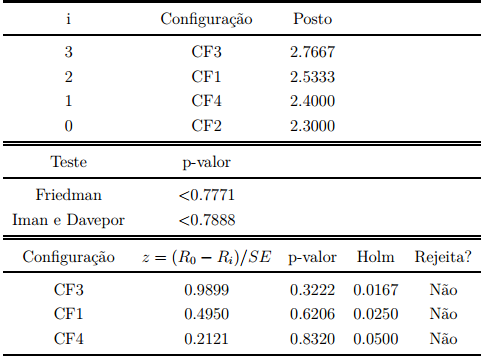 i Configuração Posto
3 CF3 2.7667
2 CF1 2.5333
1 CF4 2.4000
0 CF2 2.3000
Teste p-valor
Friedman <0.7771
Iman e Davepor <0.7888
Configuração z = (R₀ − Rᵢ)/SE p-valor Holm Rejeita?
CF3 0.9899 0.3222 0.0167 Não
CF1 0.4950 0.6206 0.0250 Não
CF4 0.2121 0.8320 0.0500 Não